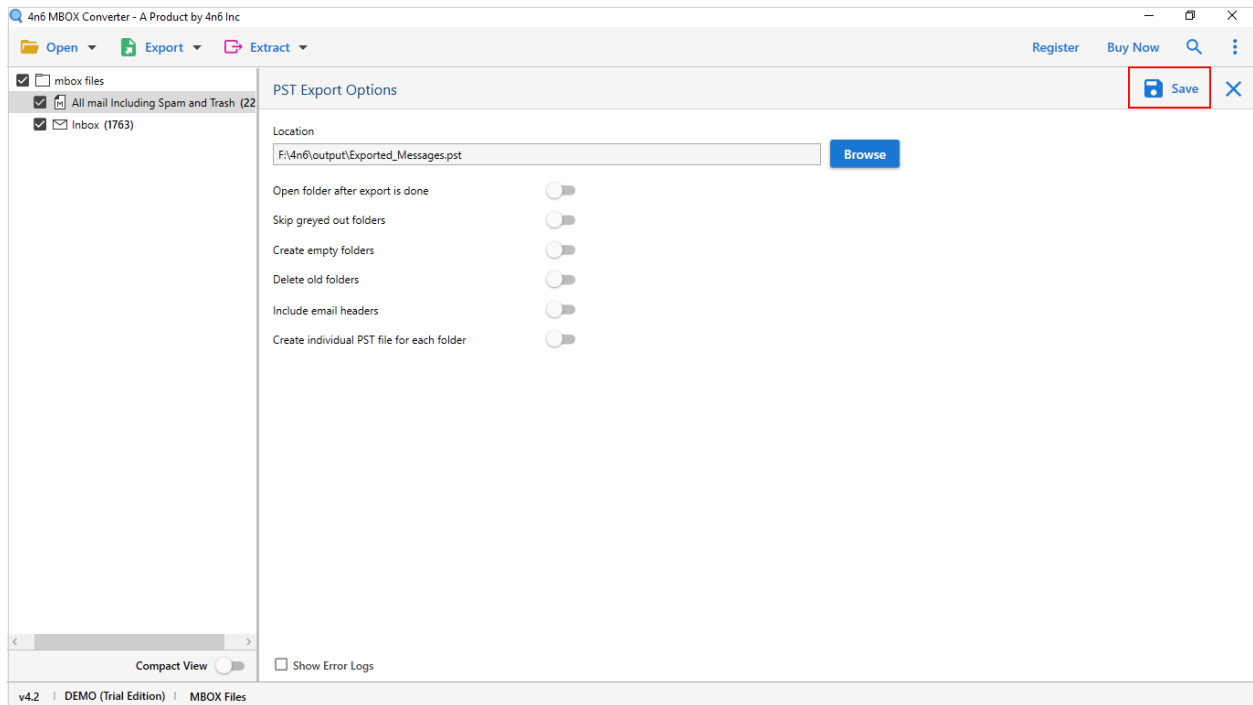 4n6 MBOX Converter - A Product by 4n6 Inc
Open Export Extract Register Buy Now
mbox files
All mail Including Spam and Trash (22
Inbox (1763)
PST Export Options Save
Location
F:\4n6\output\Exported_Messages.pst Browse
Open folder after export is done
Skip greyed out folders
Create empty folders
Delete old folders
Include email headers
Create individual PST file for each folder
Compact View Show Error Logs
v4.2 | DEMO (Trial Edition) | MBOX Files